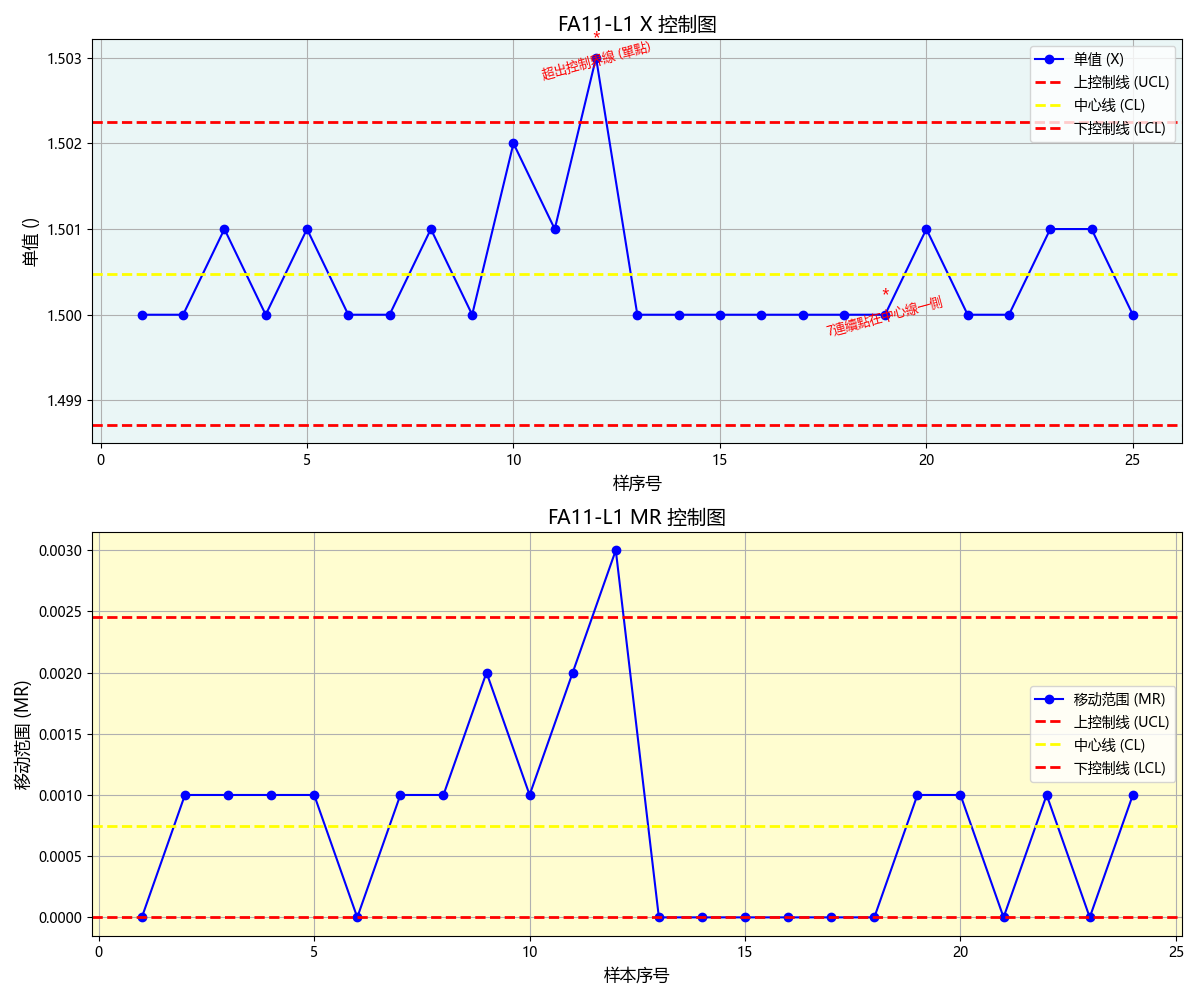 FA11-L1 X 控制图
*
超出控制界線 (單點)
单值 (X)
上控制线 (UCL)
中心线 (CL)
下控制线 (LCL)
单值 ()
1.503
1.502
1.501
1.500
1.499
*
7連續點在中心線一側
0
5
10
15
20
25
样序号
FA11-L1 MR 控制图
移动范围 (MR)
0.0030
0.0025
0.0020
0.0015
0.0010
0.0005
0.0000
移动范围 (MR)
上控制线 (UCL)
中心线 (CL)
下控制线 (LCL)
0
5
10
15
20
25
样本序号